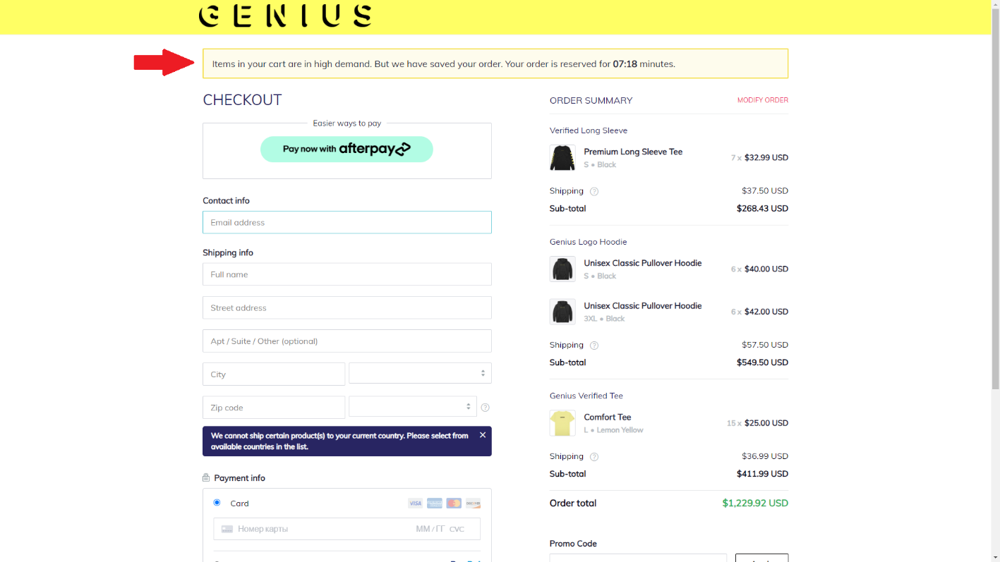 GENIUS
Items in your cart are in high demand. But we have saved your order. Your order is reserved for 07:18 minutes.
CHECKOUT
Easier ways to pay
Pay now with afterpay
Contact info
Email address
Shipping info
Full name
Street address
Apt / Suite / Other (optional)
City
Zip code
?
We cannot ship certain product(s) to your current country. Please select from
available countries in the list.
Payment info
Card
VISA
DISCOVER
Номер карты
ММ / ГГ CVC
ORDER SUMMARY
MODIFY ORDER
Verified Long Sleeve
Premium Long Sleeve Tee
S • Black
7 x $32.99 USD
Shipping ? $37.50 USD
Sub-total $268.43 USD
Genius Logo Hoodie
Unisex Classic Pullover Hoodie
S • Black
6 x $40.00 USD
Unisex Classic Pullover Hoodie
3XL • Black
6 x $42.00 USD
Shipping ? $57.50 USD
Sub-total $549.50 USD
Genius Verified Tee
Comfort Tee
L • Lemon Yellow
15 x $25.00 USD
Shipping ? $36.99 USD
Sub-total $411.99 USD
Order total $1,229.92 USD
Promo Code